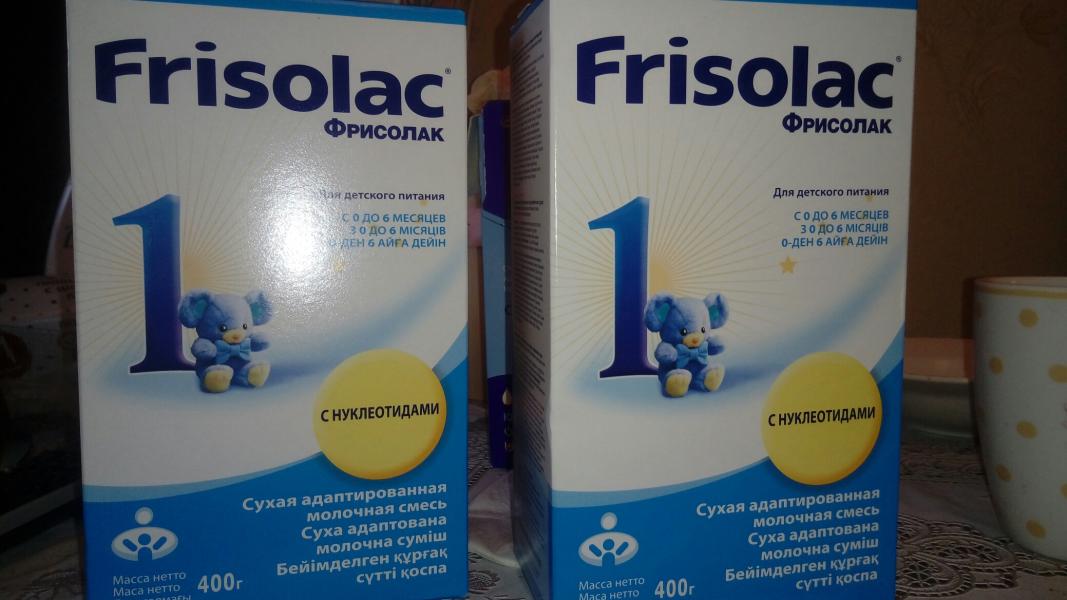 Frisolac®
ФРИСОЛАК
Для детского питания
С 0 ДО 6 МЕСЯЦЕВ
З 0 ДО 6 МІСЯЦІВ
0-ДЕН 6 АЙҒА ДЕЙІН
1
С НУКЛЕОТИДАМИ
Сухая адаптированная
молочная смесь
Суха адаптована
молочна суміш
Бейімделген құрғақ
сүтті қоспа
Масса нетто
Маса нетто
400г
Frisolac®
ФРИСОЛАК
Для детского питания
С 0 ДО 6 МЕСЯЦЕВ
З 0 ДО 6 МІСЯЦІВ
0-ДЕН 6 АЙҒА ДЕЙІН
1
С НУКЛЕОТИДАМИ
Сухая адаптированная
молочная смесь
Суха адаптована
молочна суміш
Бейімделген құрғақ
сүтті қоспа
Масса нетто
Маса нетто
400г